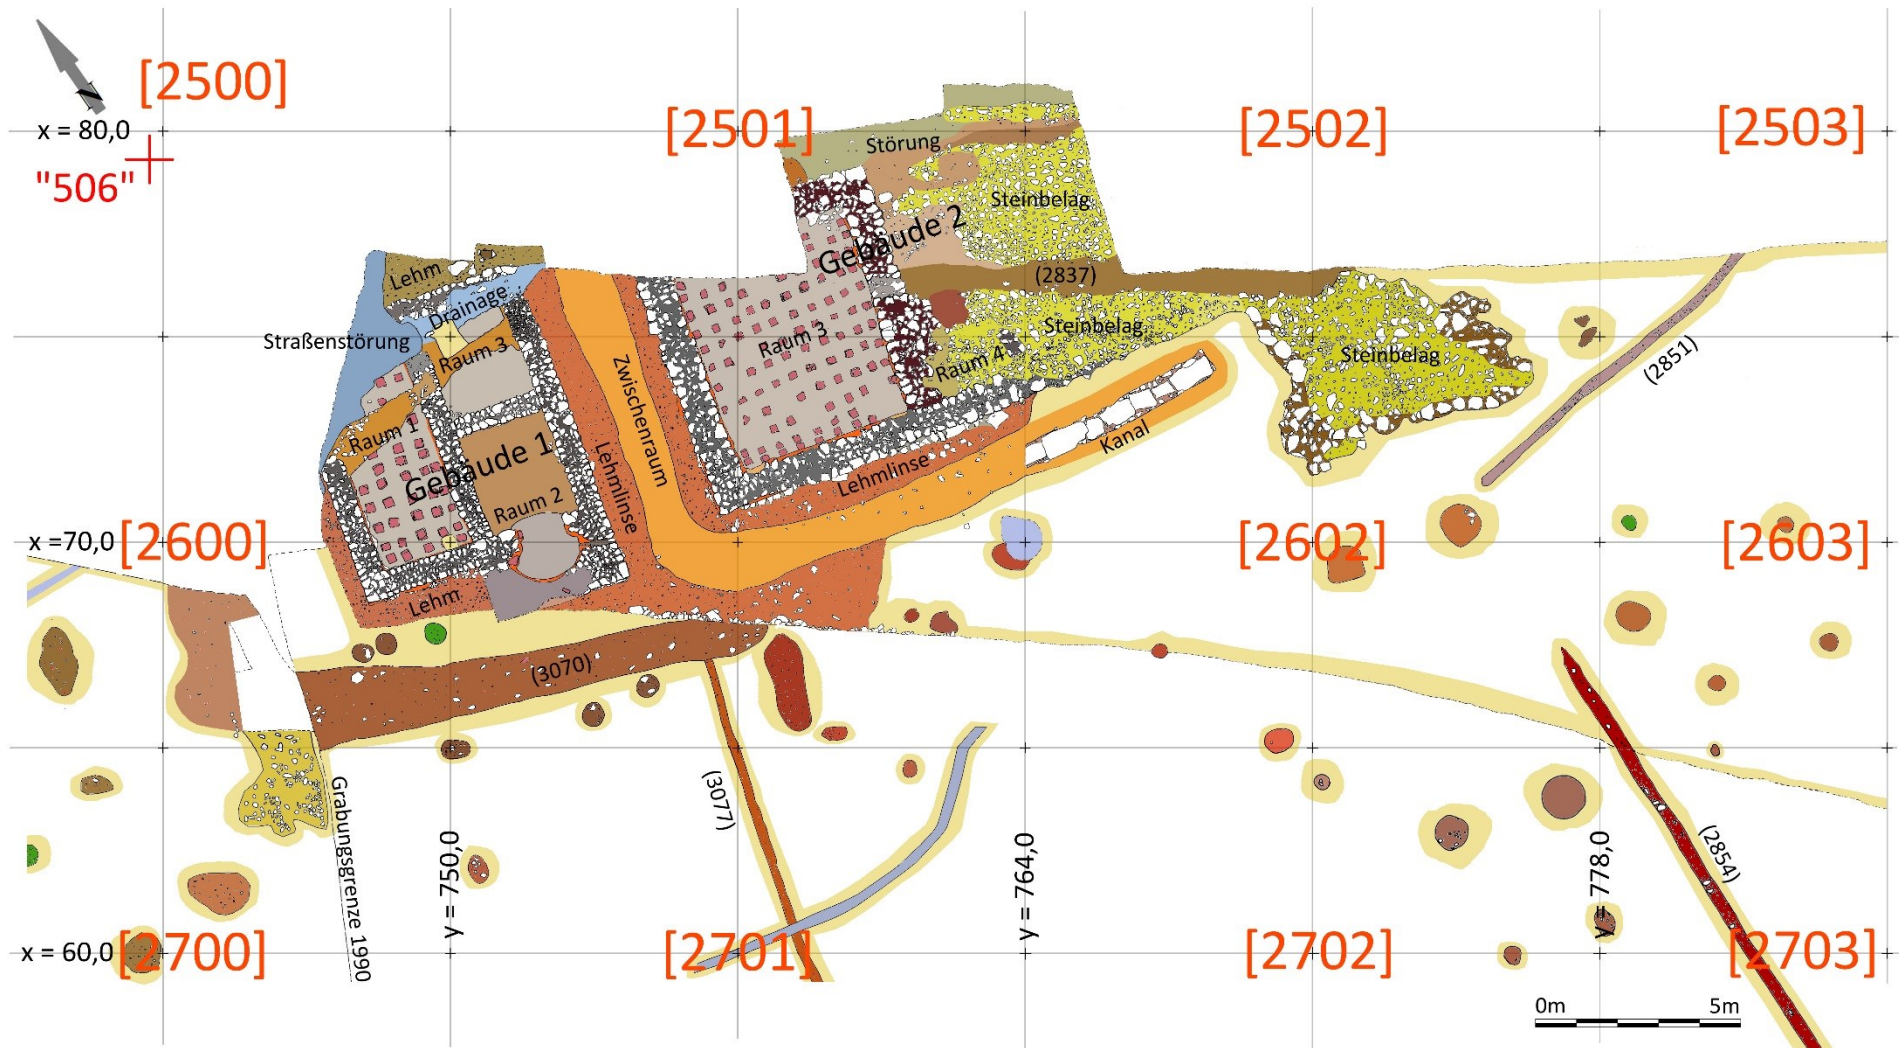 N
[2500]
x = 80,0
[2501]
[2502]
[2503]
"506"
Störung
Steinbelag
Gebäude 2
Lehm
(2837)
Drainage
Straßenstörung
Raum 3
Raum 3
Raum 4
Steinbelag
Steinbelag
(2851)
Zwischenraum
Raum 1
Gebäude 1
Raum 2
Lehmlinse
Lehmlinse
Kanal
x =70,0
[2600]
[2602]
[2603]
Lehm
(3070)
Grabungsgrenze 1990
y = 750,0
(3077)
y = 764,0
y = 778,0
(2854)
x = 60,0
[2700]
[2701]
[2702]
[2703]
0m
5m